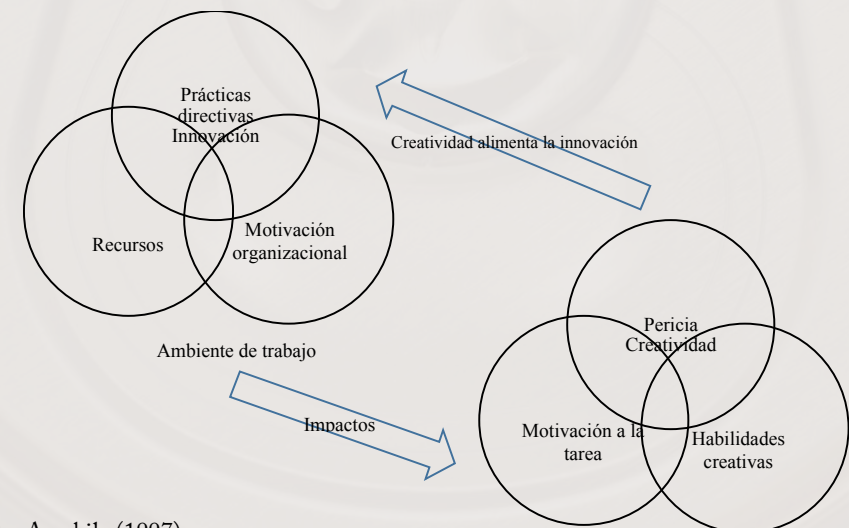 Prácticas
directivas
Innovación
Recursos
Motivación
organizacional
Creatividad alimenta la innovación
Ambiente de trabajo
Impactos
Pericia
Creatividad
Motivación a la
tarea
Habilidades
creativas
(1997)